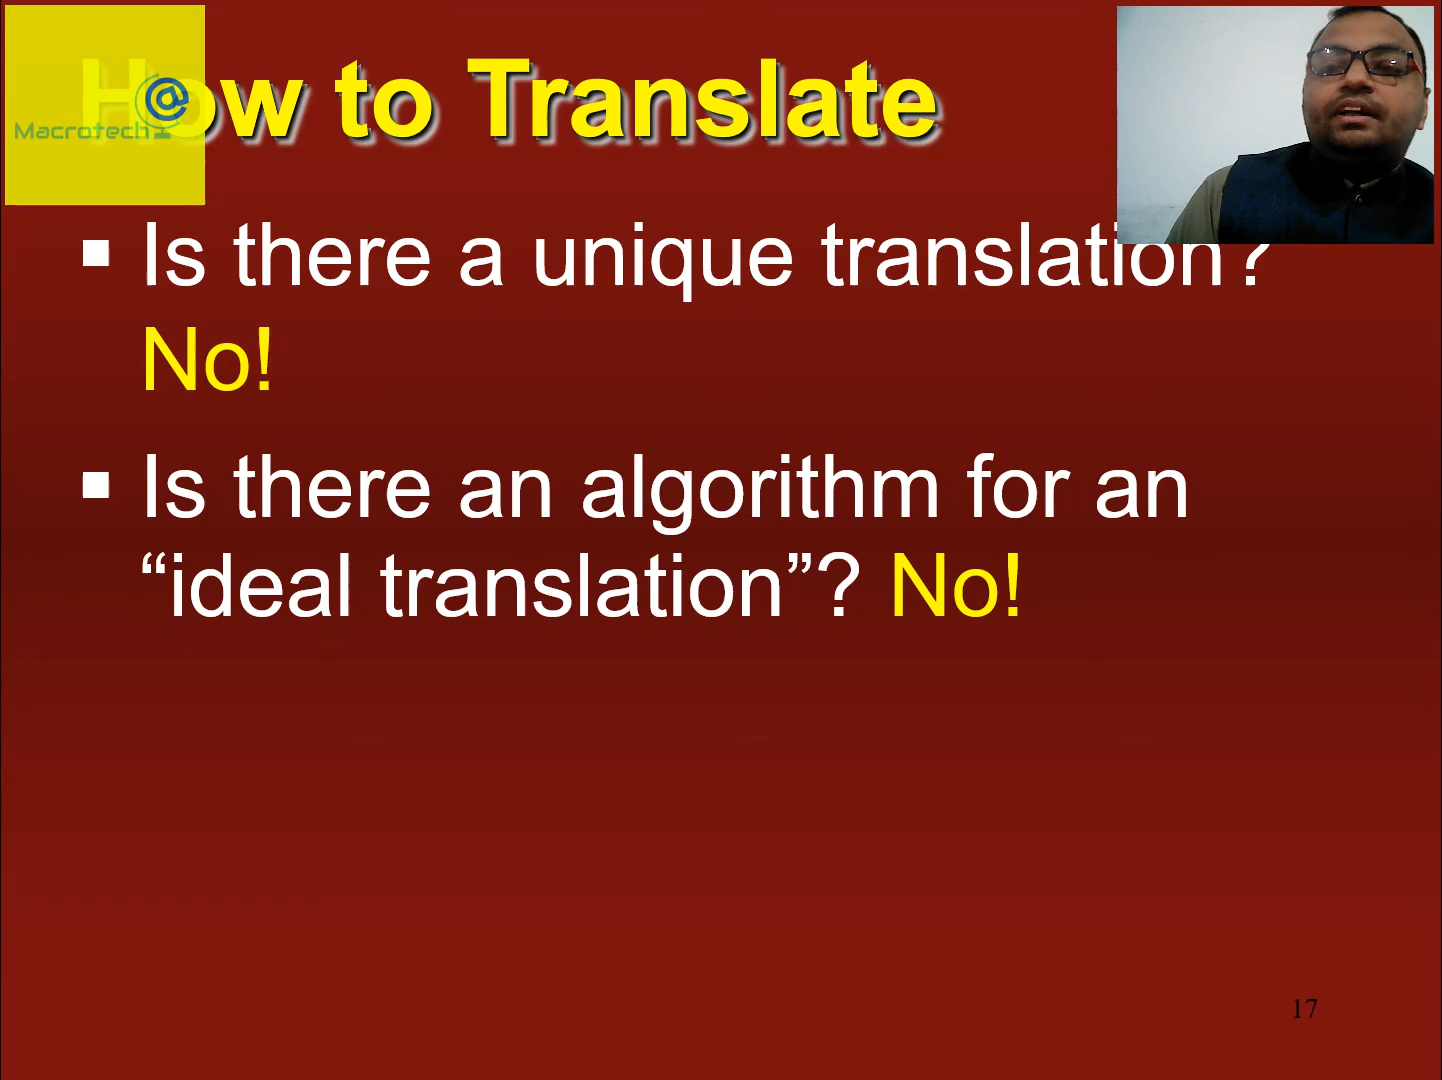 How to Translate
Macrotech
Is there a unique translation?
No!
Is there an algorithm for an
“ideal translation”? No!
17